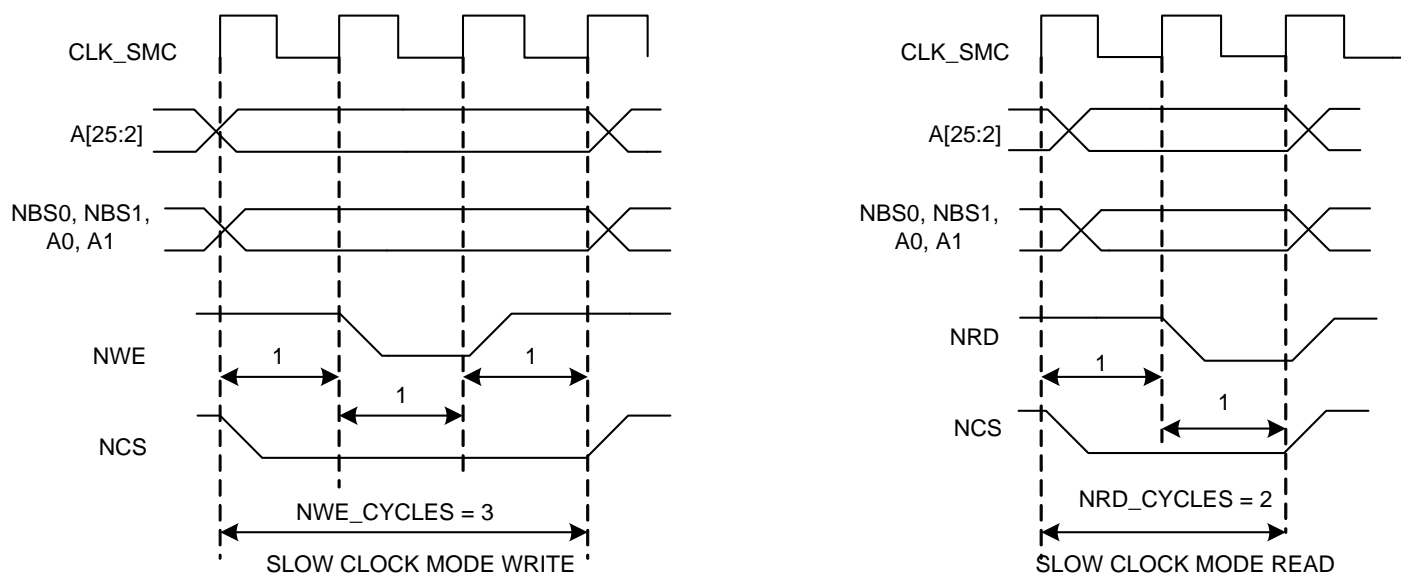 CLK_SMC
A[25:2]
NBS0, NBS1,
A0, A1
NWE
1
1
1
NCS
NWE_CYCLES = 3
SLOW CLOCK MODE WRITE
CLK_SMC
A[25:2]
NBS0, NBS1,
A0, A1
NRD
1
1
NCS
NRD_CYCLES = 2
SLOW CLOCK MODE READ